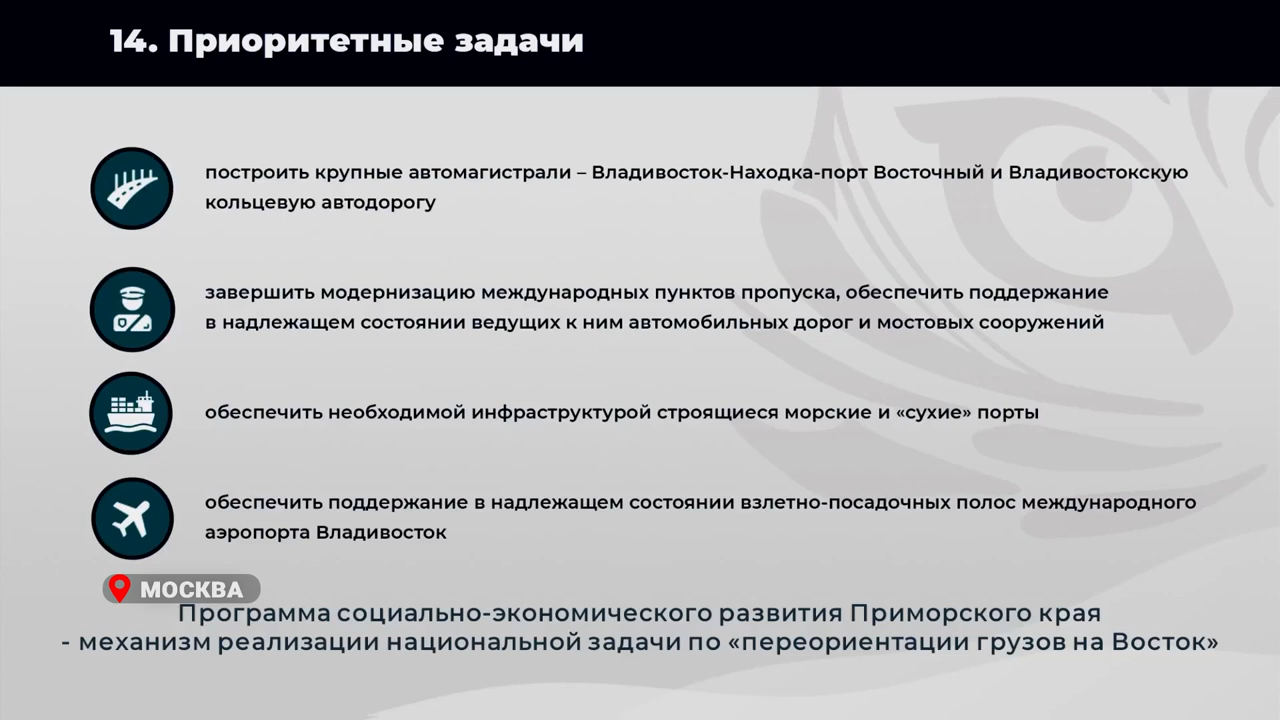 14. Приоритетные задачи
построить крупные автомагистрали – Владивосток-Находка-порт Восточный и Владивостокскую
кольцевую автодорогу
завершить модернизацию международных пунктов пропуска, обеспечить поддержание
в надлежащем состоянии ведущих к ним автомобильных дорог и мостовых сооружений
обеспечить необходимой инфраструктурой строящиеся морские и «сухие» порты
обеспечить поддержание в надлежащем состоянии взлетно-посадочных полос международного
аэропорта Владивосток
МОСКВА
Программа социально-экономического развития Приморского края
- механизм реализации национальной задачи по «переориентации грузов на Восток»